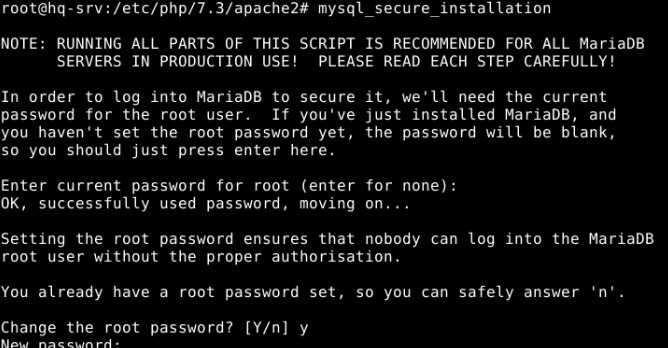 root@hq-srv:/etc/php/7.3/apache2# mysql_secure_installation
NOTE: RUNNING ALL PARTS OF THIS SCRIPT IS RECOMMENDED FOR ALL MariaDB
SERVERS IN PRODUCTION USE!  PLEASE READ EACH STEP CAREFULLY!
In order to log into MariaDB to secure it, we'll need the current
password for the root user.  If you've just installed MariaDB, and
you haven't set the root password yet, the password will be blank,
so you should just press enter here.
Enter current password for root (enter for none):
OK, successfully used password, moving on...
Setting the root password ensures that nobody can log into the MariaDB
root user without the proper authorisation.
You already have a root password set, so you can safely answer 'n'.
Change the root password? [Y/n] y
New password: